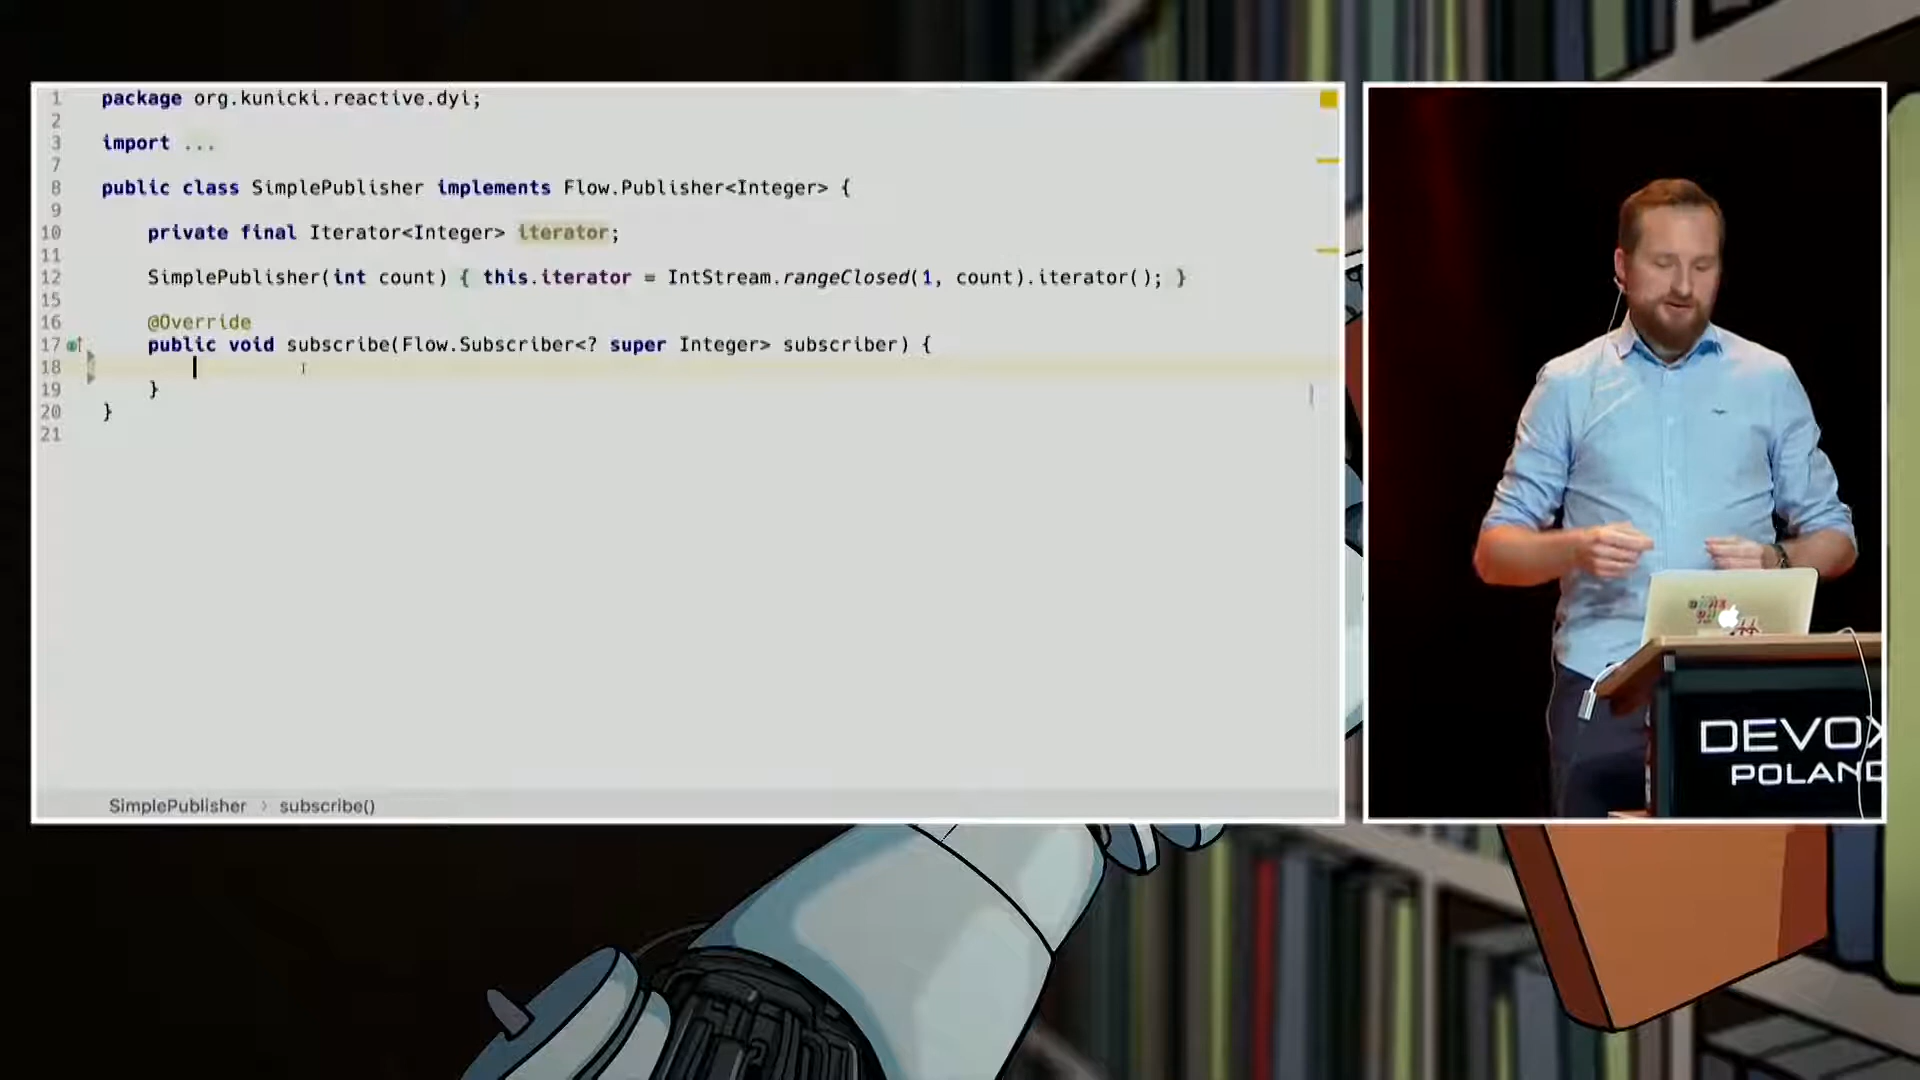 1 package org.kunicki.reactive.dyi;
2
3 import ...
7
8 public class SimplePublisher implements Flow.Publisher<Integer> {
9
10 private final Iterator<Integer> iterator;
11
12 SimplePublisher(int count) { this.iterator = IntStream.rangeClosed(1, count).iterator(); }
15
16 @Override
17 public void subscribe(Flow.Subscriber<? super Integer> subscriber) {
18
19 }
20 }
21
SimplePublisher › subscribe()
DEVOX
POLAND